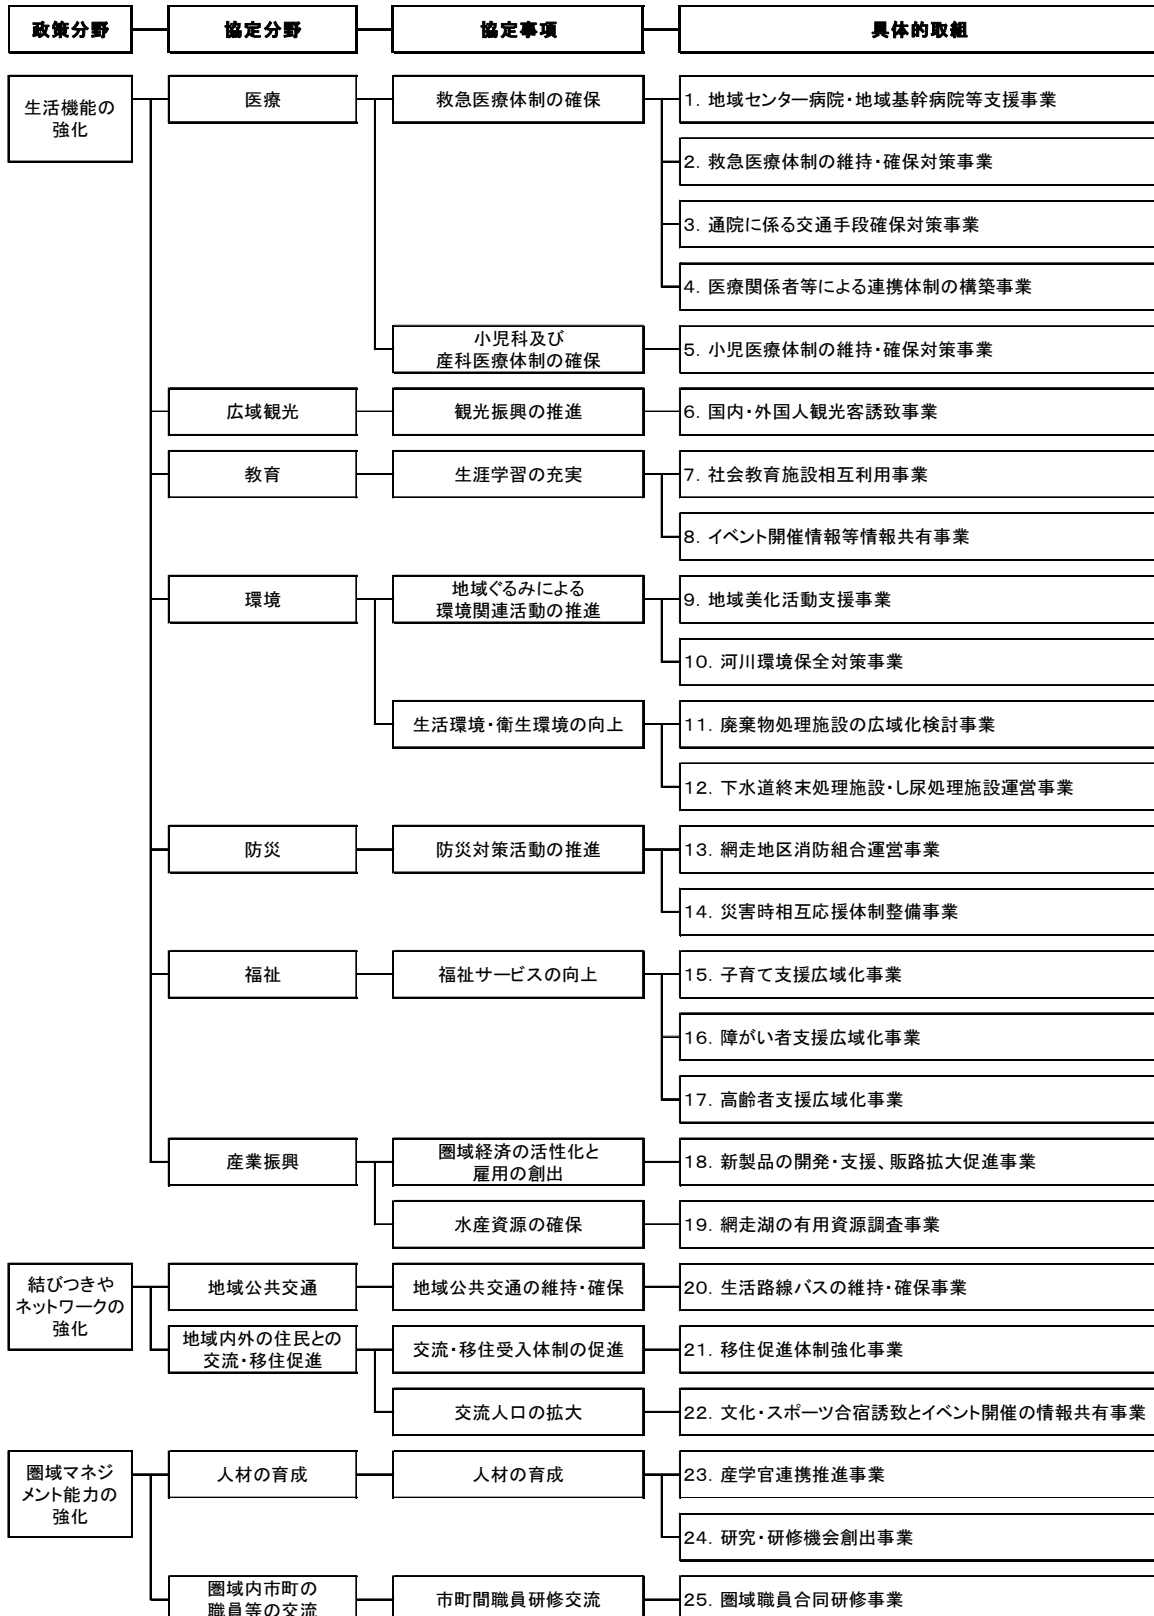 政策分野
協定分野
協定事項
具体的取組
生活機能の
強化
医療
救急医療体制の確保
1. 地域センター病院・地域基幹病院等支援事業
2. 救急医療体制の維持・確保対策事業
3. 通院に係る交通手段確保対策事業
4. 医療関係者等による連携体制の構築事業
小児科及び
産科医療体制の確保
5. 小児医療体制の維持・確保対策事業
広域観光
観光振興の推進
6. 国内・外国人観光客誘致事業
教育
生涯学習の充実
7. 社会教育施設相互利用事業
8. イベント開催情報等情報共有事業
環境
地域ぐるみによる
環境関連活動の推進
9. 地域美化活動支援事業
10. 河川環境保全対策事業
生活環境・衛生環境の向上
11. 廃棄物処理施設の広域化検討事業
12. 下水道終末処理施設・し尿処理施設運営事業
防災
防災対策活動の推進
13. 網走地区消防組合運営事業
14. 災害時相互応援体制整備事業
福祉
福祉サービスの向上
15. 子育て支援広域化事業
16. 障がい者支援広域化事業
17. 高齢者支援広域化事業
産業振興
圏域経済の活性化と
雇用の創出
18. 新製品の開発・支援、販路拡大促進事業
水産資源の確保
19. 網走湖の有用資源調査事業
結びつきや
ネットワークの
強化
地域公共交通
地域公共交通の維持・確保
20. 生活路線バスの維持・確保事業
地域内外の住民との
交流・移住促進
交流・移住受入体制の促進
21. 移住促進体制強化事業
交流人口の拡大
22. 文化・スポーツ合宿誘致とイベント開催の情報共有事業
圏域マネジ
メント能力の
強化
人材の育成
人材の育成
23. 産学官連携推進事業
24. 研究・研修機会創出事業
圏域内市町の
職員等の交流
市町間職員研修交流
25. 圏域職員合同研修事業